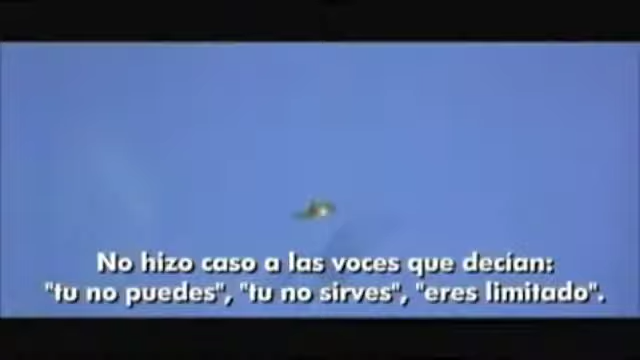 No hizo caso a las voces que decían:
"tu no puedes", "tu no sirves", "eres limitado".